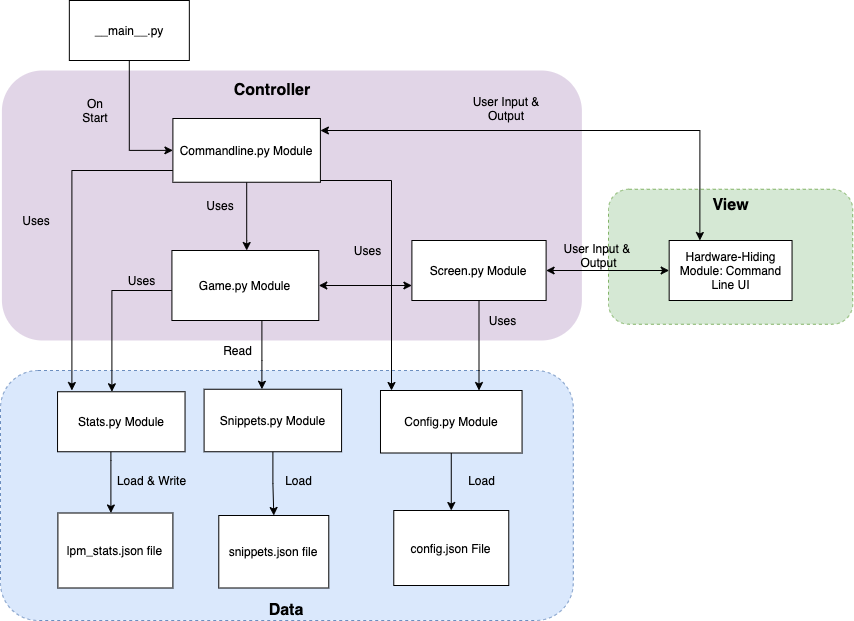 __main__.py
Controller
On
Start
User Input &
Output
Commandline.py Module
Uses
Uses
Uses
View
User Input &
Output
Hardware-Hiding
Module: Command
Line UI
Screen.py Module
Game.py Module
Uses
Uses
Read
Stats.py Module
Snippets.py Module
Config.py Module
Load & Write
Load
Load
lpm_stats.json file
snippets.json file
config.json File
Data